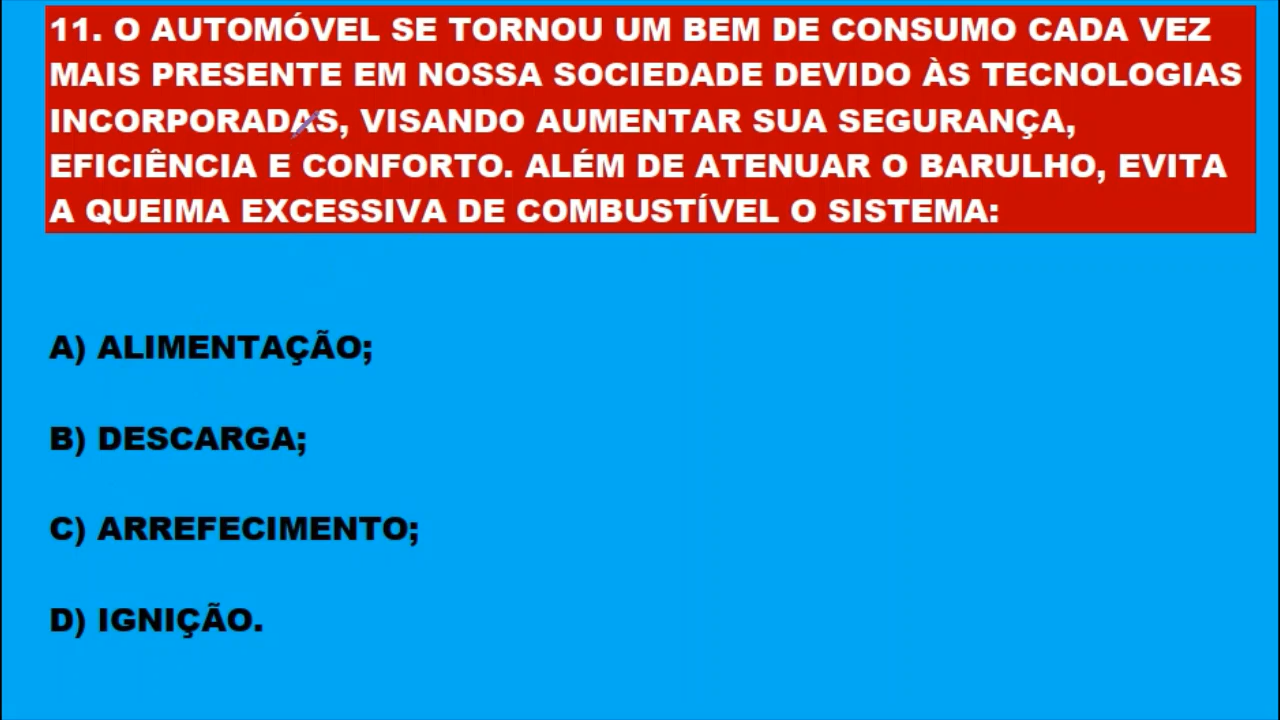 11. O AUTOMÓVEL SE TORNOU UM BEM DE CONSUMO CADA VEZ
MAIS PRESENTE EM NOSSA SOCIEDADE DEVIDO ÀS TECNOLOGIAS
INCORPORADAS, VISANDO AUMENTAR SUA SEGURANÇA,
EFICIÊNCIA E CONFORTO. ALÉM DE ATENUAR O BARULHO, EVITA
A QUEIMA EXCESSIVA DE COMBUSTÍVEL O SISTEMA:
A) ALIMENTAÇÃO;
B) DESCARGA;
C) ARREFECIMENTO;
D) IGNIÇÃO.